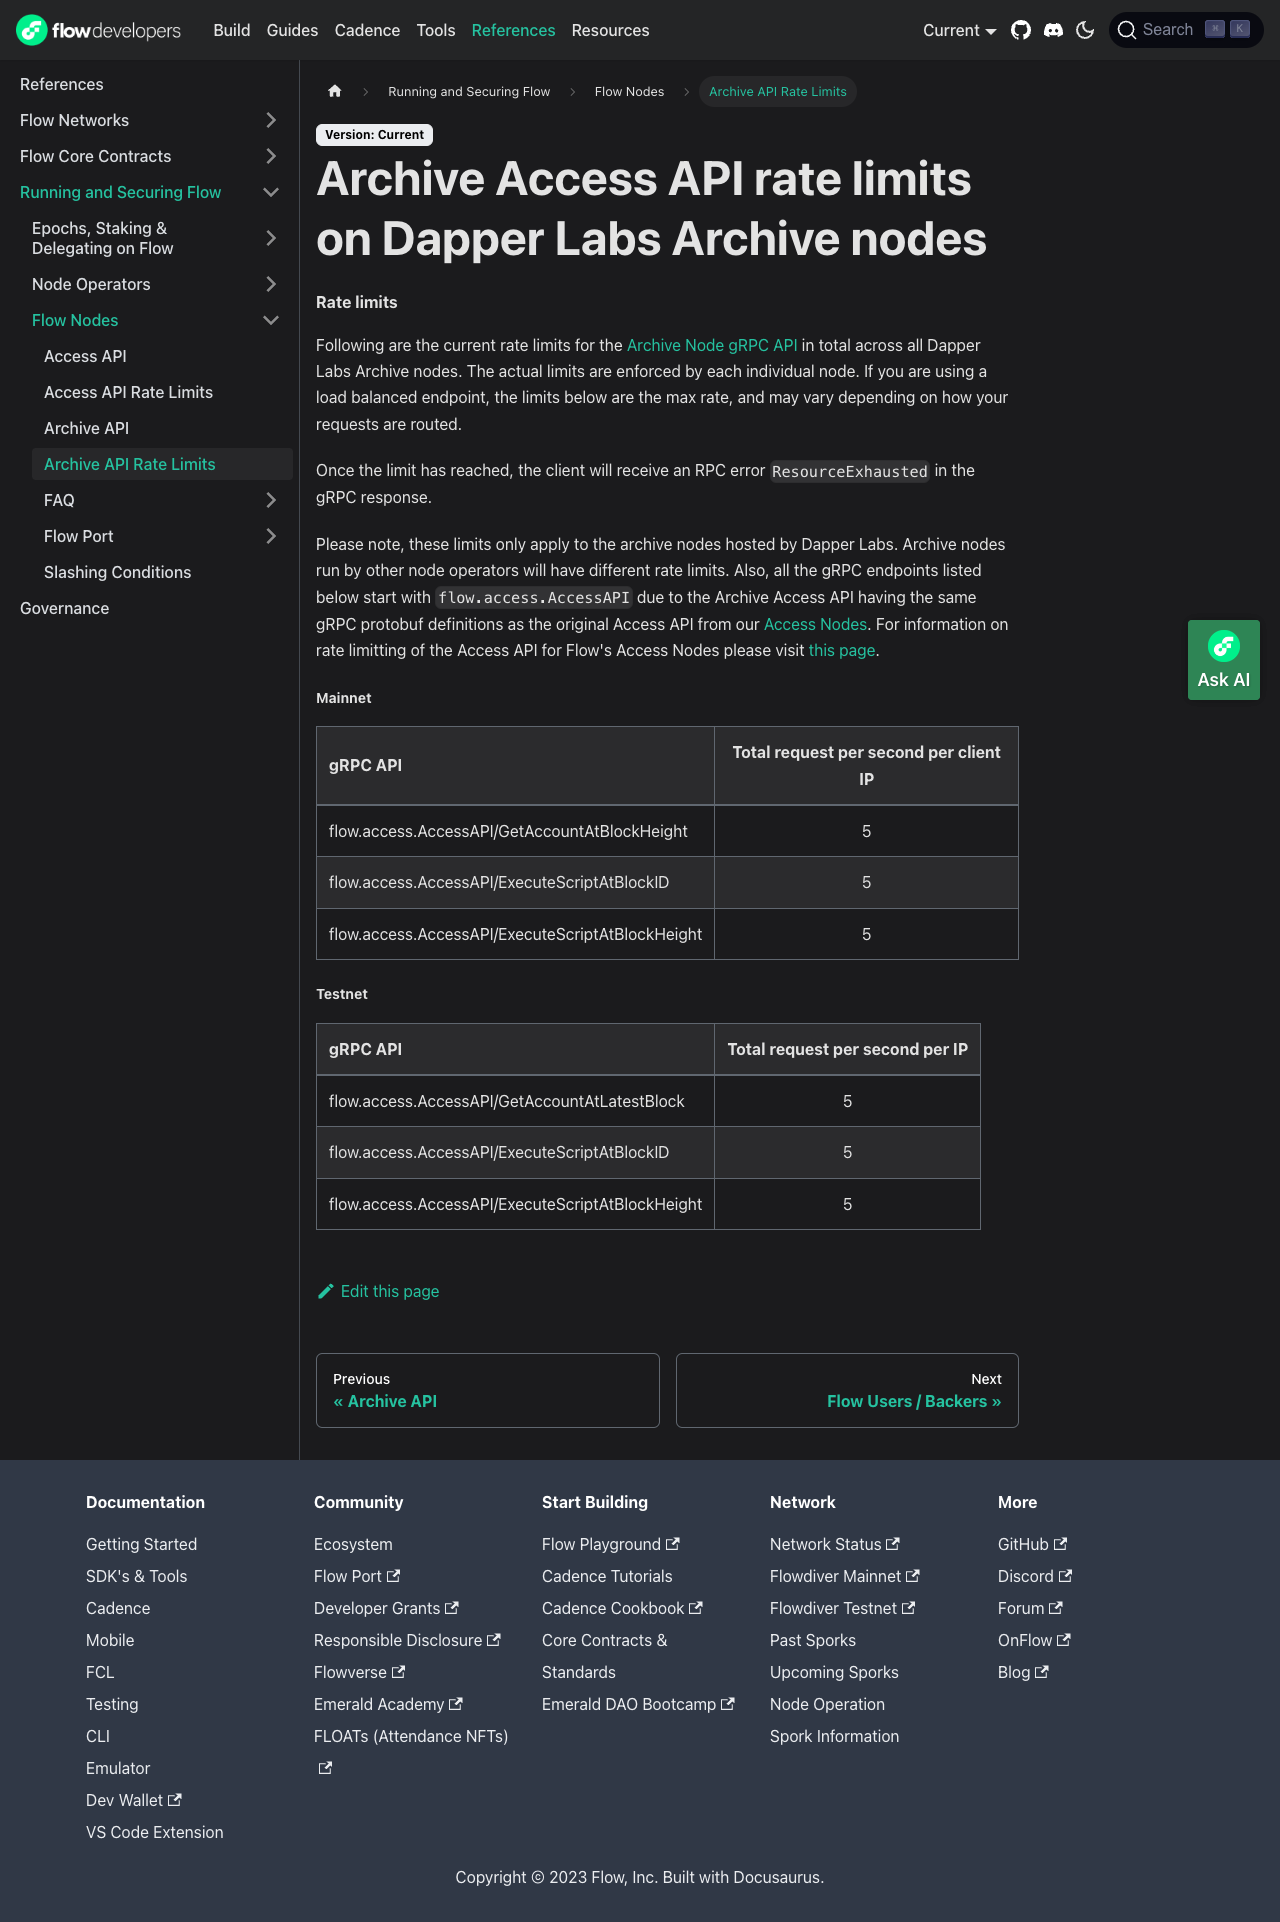 flowdevelopers
Build
Guides
Cadence
Tools
References
Resources
Current
Search
⌘ K
References
Flow Networks
Flow Core Contracts
Running and Securing Flow
Epochs, Staking &
Delegating on Flow
Node Operators
Flow Nodes
Access API
Access API Rate Limits
Archive API
Archive API Rate Limits
FAQ
Flow Port
Slashing Conditions
Governance
Running and Securing Flow
Flow Nodes
Archive API Rate Limits
Version: Current
Archive Access API rate limits
on Dapper Labs Archive nodes
Rate limits
Following are the current rate limits for the Archive Node gRPC API in total across all Dapper
Labs Archive nodes. The actual limits are enforced by each individual node. If you are using a
load balanced endpoint, the limits below are the max rate, and may vary depending on how your
requests are routed.
Once the limit has reached, the client will receive an RPC error ResourceExhausted in the
gRPC response.
Please note, these limits only apply to the archive nodes hosted by Dapper Labs. Archive nodes
run by other node operators will have different rate limits. Also, all the gRPC endpoints listed
below start with flow.access.AccessAPI due to the Archive Access API having the same
gRPC protobuf definitions as the original Access API from our Access Nodes. For information on
rate limitting of the Access API for Flow's Access Nodes please visit this page.
Ask AI
Mainnet
gRPC API
Total request per second per client
IP
flow.access.AccessAPI/GetAccountAtBlockHeight
5
flow.access.AccessAPI/ExecuteScriptAtBlockID
5
flow.access.AccessAPI/ExecuteScriptAtBlockHeight
5
Testnet
gRPC API
Total request per second per IP
flow.access.AccessAPI/GetAccountAtLatestBlock
5
flow.access.AccessAPI/ExecuteScriptAtBlockID
5
flow.access.AccessAPI/ExecuteScriptAtBlockHeight
5
Edit this page
Previous
« Archive API
Next
Flow Users / Backers »
Documentation
Getting Started
SDK's & Tools
Cadence
Mobile
FCL
Testing
CLI
Emulator
Dev Wallet
VS Code Extension
Community
Ecosystem
Flow Port
Developer Grants
Responsible Disclosure
Flowverse
Emerald Academy
FLOATs (Attendance NFTs)
Start Building
Flow Playground
Cadence Tutorials
Cadence Cookbook
Core Contracts &
Standards
Emerald DAO Bootcamp
Network
Network Status
Flowdiver Mainnet
Flowdiver Testnet
Past Sporks
Upcoming Sporks
Node Operation
Spork Information
More
GitHub
Discord
Forum
OnFlow
Blog
Copyright © 2023 Flow, Inc. Built with Docusaurus.